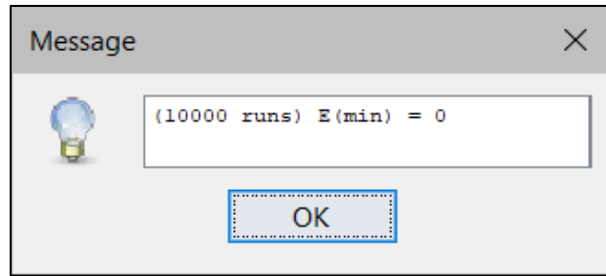 Message
(10000 runs) E(min) = 0
OK